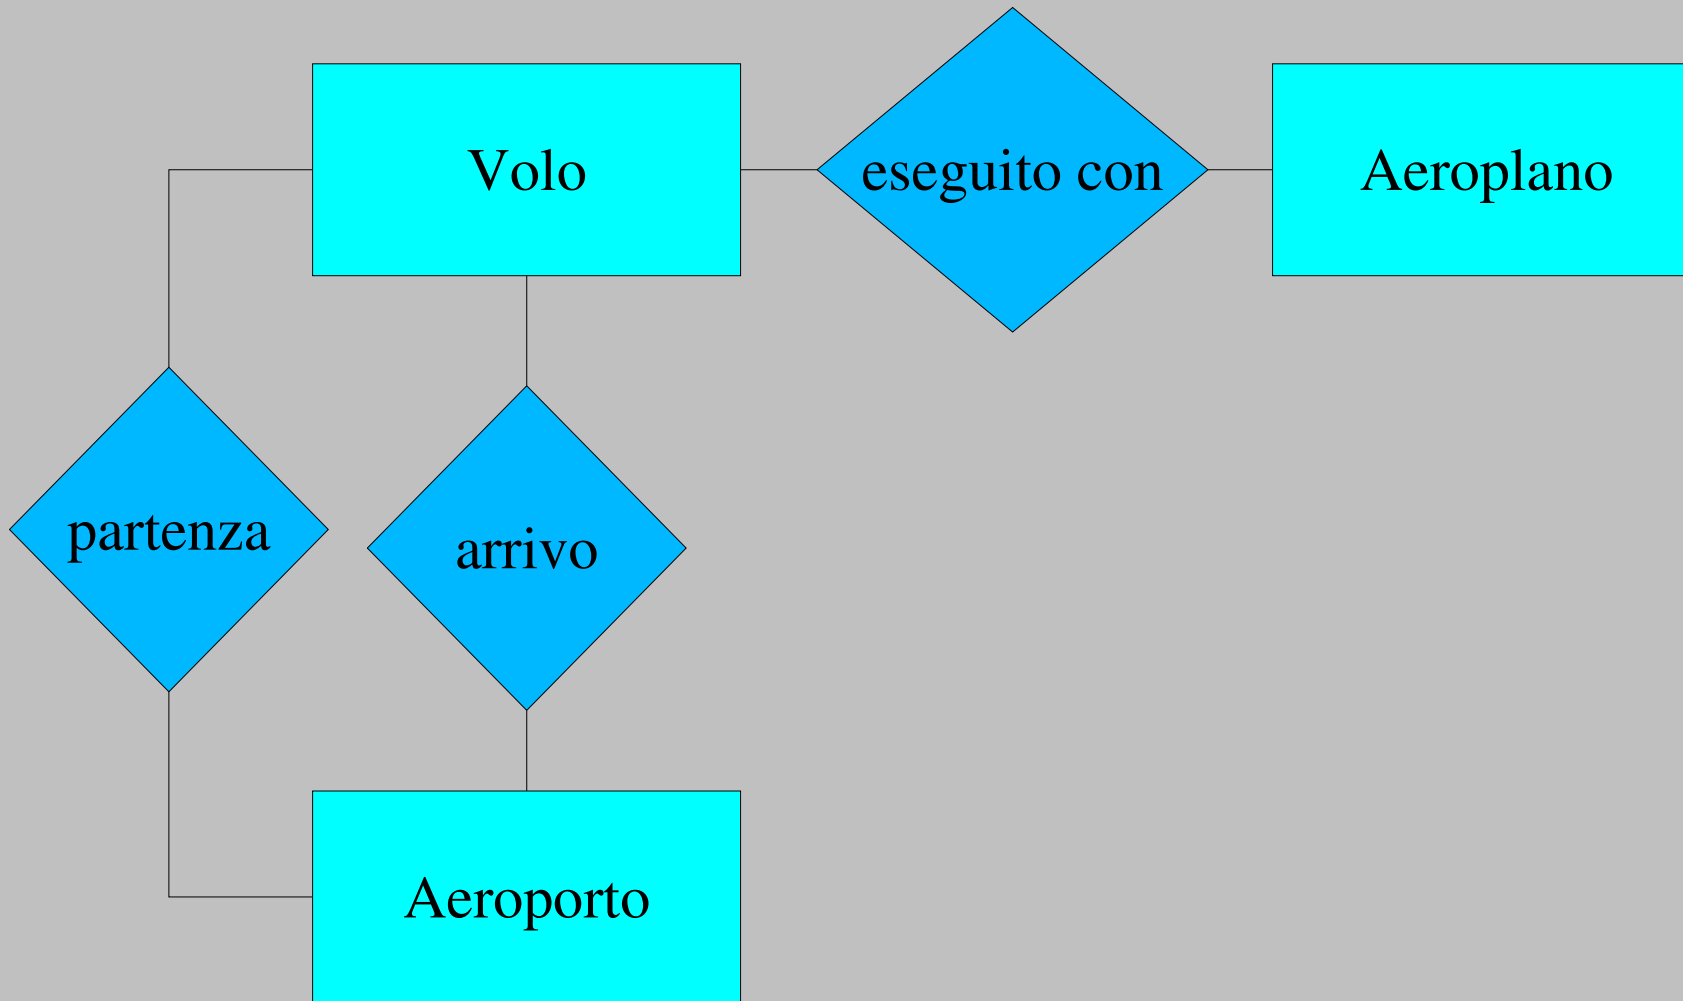 Volo
eseguito con
Aeroplano
partenza
arrivo
Aeroporto